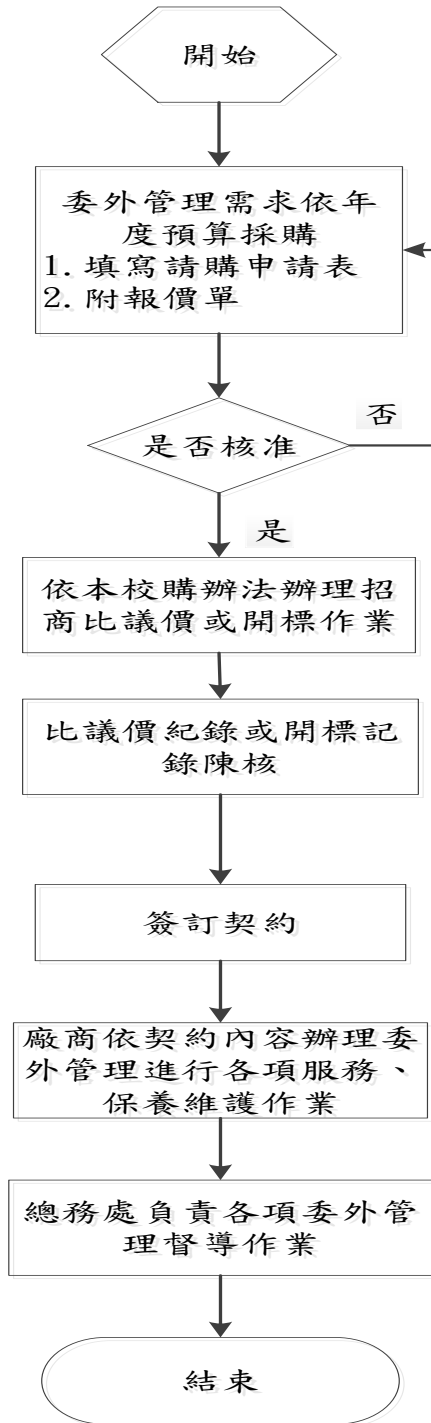 開始
委外管理需求依年
度預算採購
1. 填寫請購申請表
2. 附報價單
否
是否核准
是
依本校購辦法辦理招
商比議價或開標作業
比議價紀錄或開標記
錄陳核
簽訂契約
廠商依契約內容辦理委
外管理進行各項服務、
保養維護作業
總務處負責各項委外管
理督導作業
結束